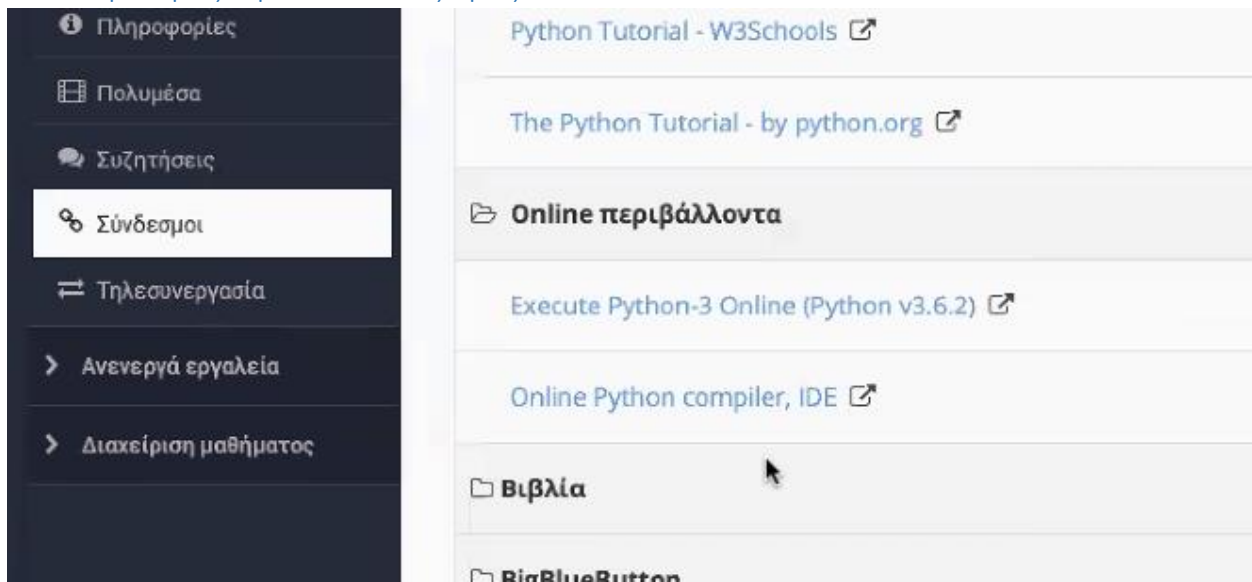 Πληροφορίες
Πολυμέσα
Συζητήσεις
Σύνδεσμοι
Τηλεσυνεργασία
Ανενεργά εργαλεία
Διαχείριση μαθήματος
Python Tutorial - W3Schools
The Python Tutorial - by python.org
Online περιβάλλοντα
Execute Python-3 Online (Python v3.6.2)
Online Python compiler, IDE
Βιβλία
BigBlueButton